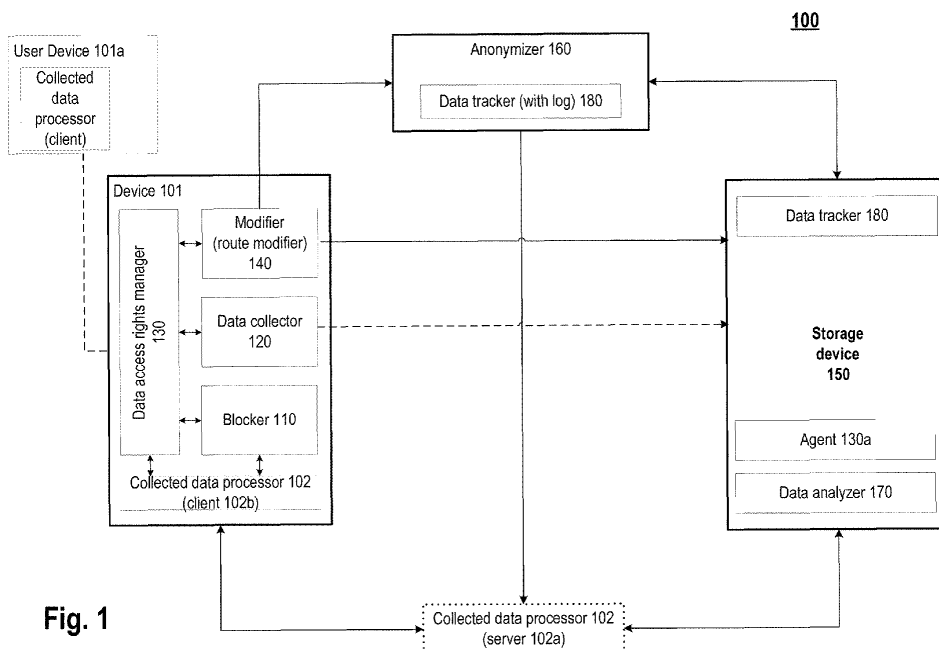 100
User Device 101a
Collected
data
processor
(client)
Anonymizer 160
Data tracker (with log) 180
Device 101
Data access rights manager
130
Modifier
(route modifier)
140
Data collector
120
Blocker 110
Collected data processor 102
(client 102b)
Data tracker 180
Storage
device
150
Agent 130a
Data analyzer 170
Collected data processor 102
(server 102a)
Fig. 1